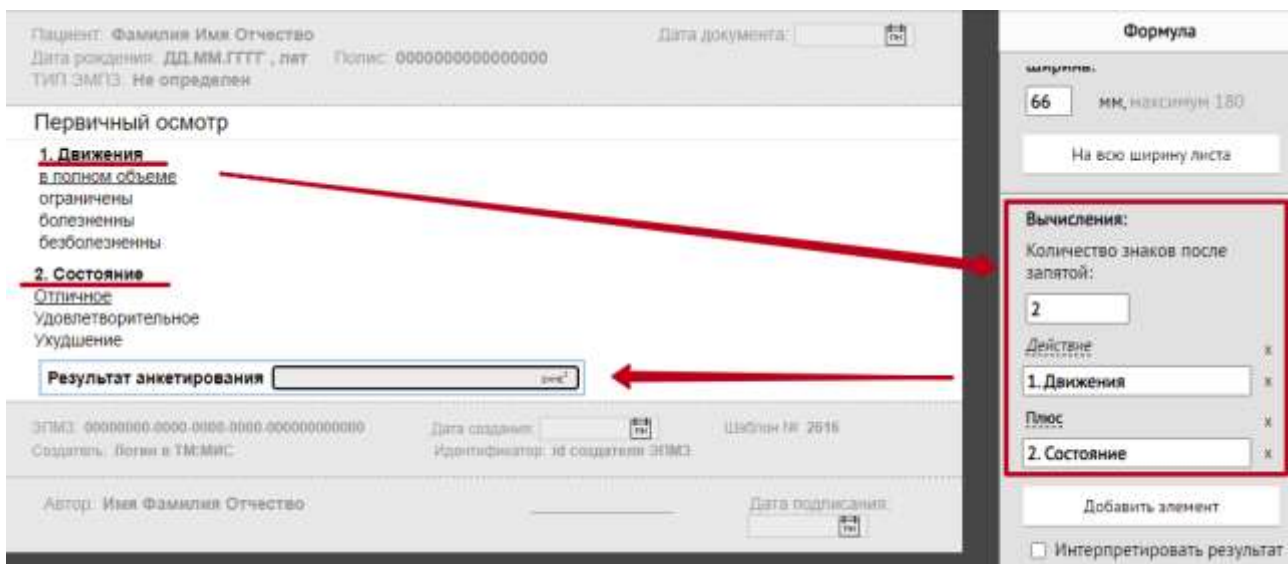 Пациент: Фамилия Имя Отчество
Дата документа:
Дата рождения: ДД.ММ.ГГГГ , лет Полис: 0000000000000000
ТИП ЭМПЗ: Не определен
Первичный осмотр
1. Движения
в полном объеме
ограничены
болезненны
безболезненны
2. Состояние
Отличное
Удовлетворительное
Ухудшение
Результат анкетирования
ЭПМЗ: 00000000-0000-0000-0000-000000000000 Дата создания: Шаблон №: 2616
Создатель: Логин в ТМ:МИС Идентификатор: id создателя ЭПМЗ
Автор: Имя Фамилия Отчество Дата подписания:
Формула
Ширина:
66 мм, максимум 180
На всю ширину листа
Вычисления:
Количество знаков после
запятой:
2
Действие x
1. Движения x
Плюс x
2. Состояние x
Добавить элемент
Интерпретировать результат